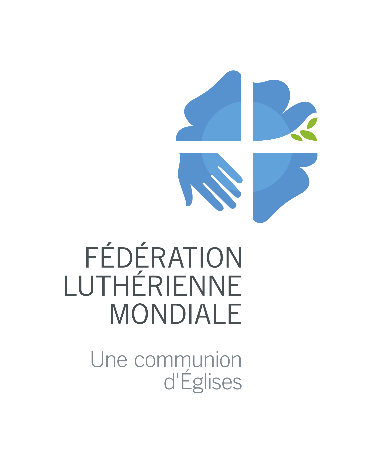 FÉDÉRATION
LUTHÉRIENNE
MONDIALE
Une communion
d'Églises